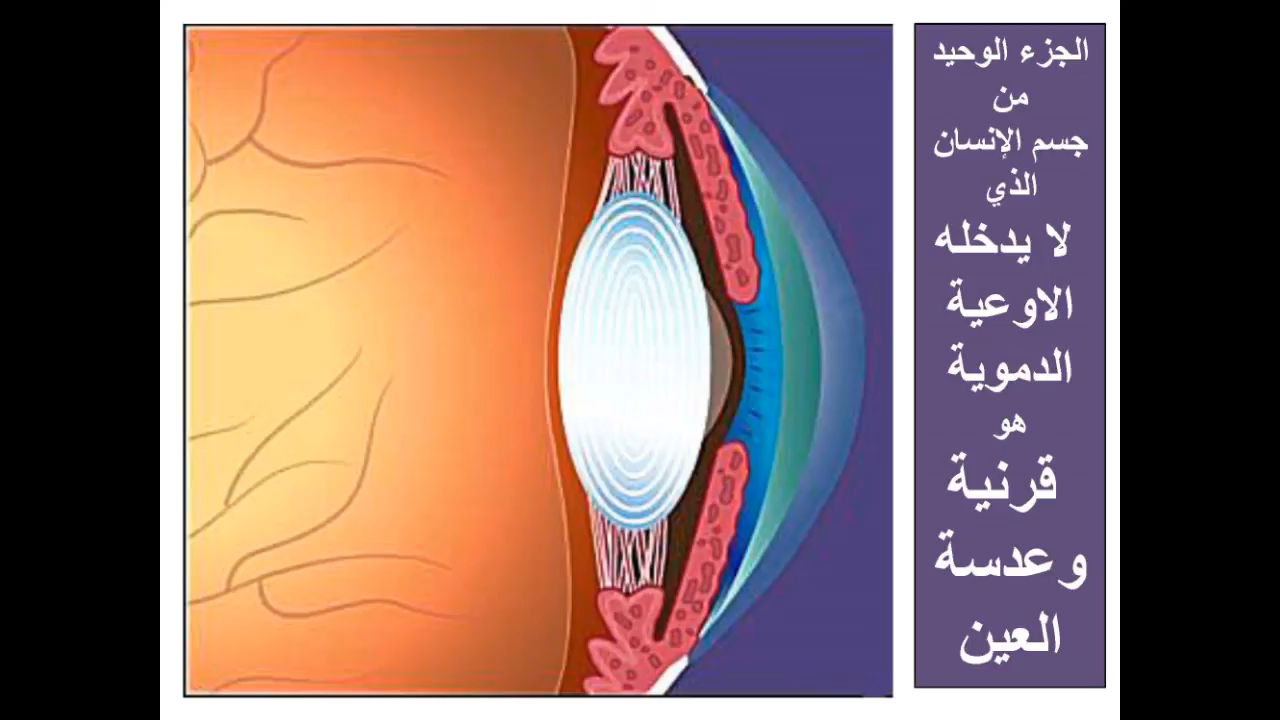 الجزء الوحيد
من
جسم الإنسان
الذي
لا يدخله
الاوعية
الدموية
هو
قرنية
وعدسة
العين